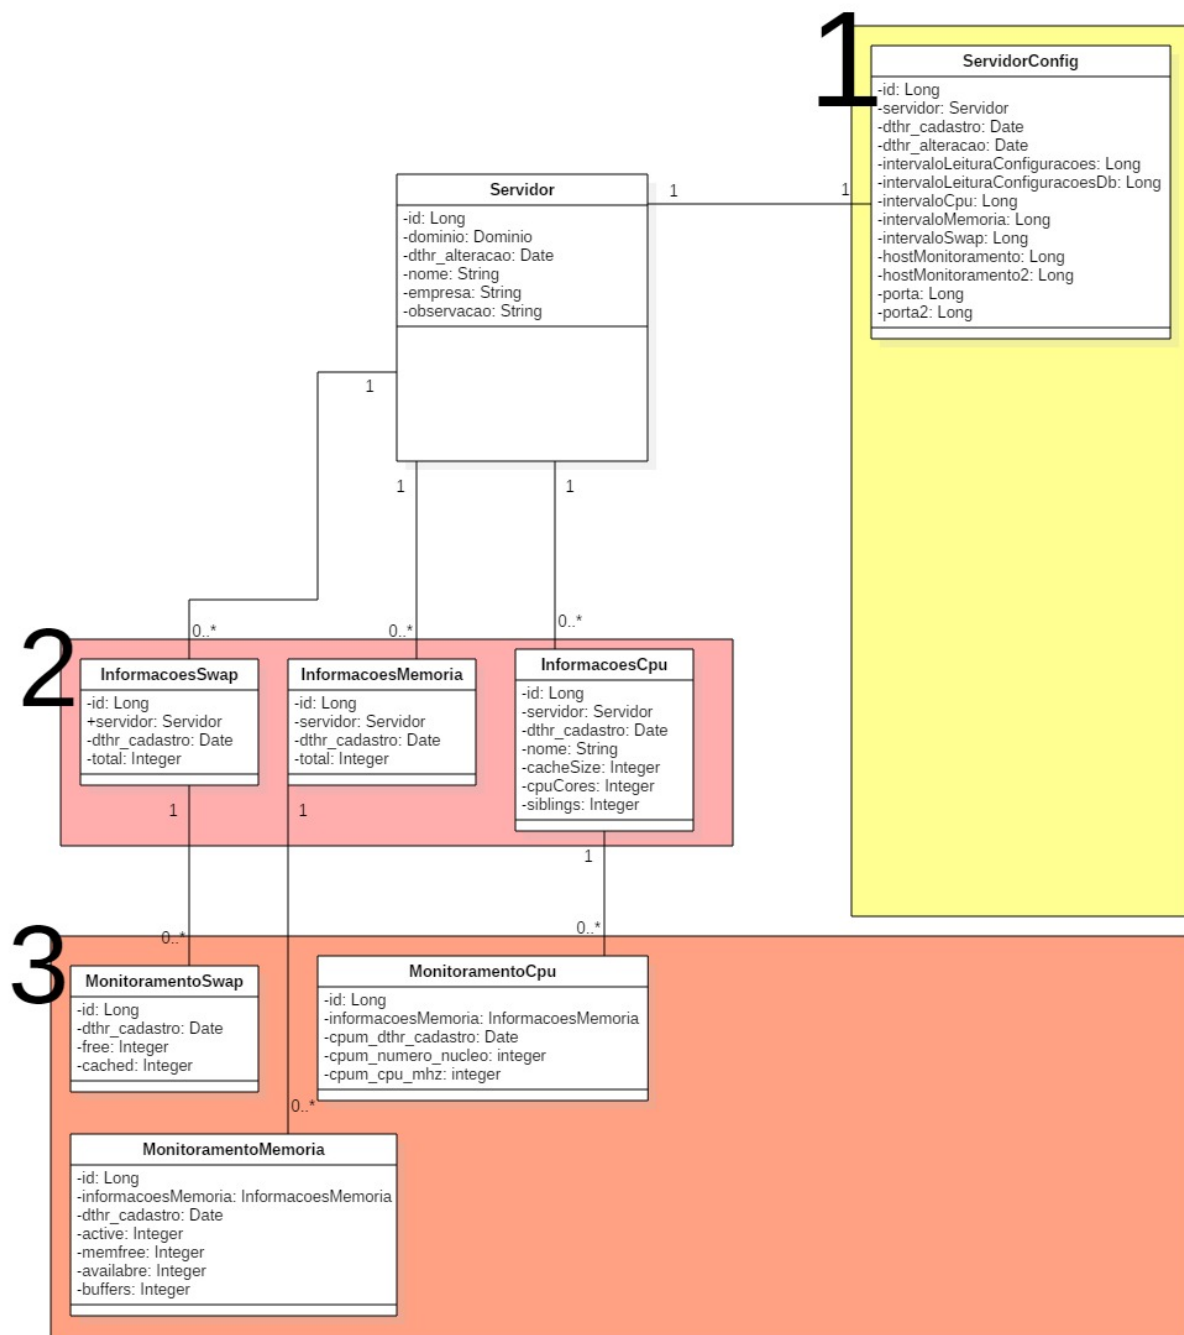 1
ServidorConfig
-id: Long
-servidor: Servidor
-dthr_cadastro: Date
-dthr_alteracao: Date
-intervaloLeituraConfiguracoes: Long
-intervaloLeituraConfiguracoesDb: Long
-intervaloCpu: Long
-intervaloMemoria: Long
-intervaloSwap: Long
-hostMonitoramento: Long
-hostMonitoramento2: Long
-porta: Long
-porta2: Long
Servidor
-id: Long
-dominio: Dominio
-dthr_alteracao: Date
-nome: String
-empresa: String
-observacao: String
1
1
1
1
1
0..*
0..*
0..*
2
InformacoesSwap
-id: Long
+servidor: Servidor
-dthr_cadastro: Date
-total: Integer
InformacoesMemoria
-id: Long
-servidor: Servidor
-dthr_cadastro: Date
-total: Integer
InformacoesCpu
-id: Long
-servidor: Servidor
-dthr_cadastro: Date
-nome: String
-cacheSize: Integer
-cpuCores: Integer
-siblings: Integer
1
1
1
0..*
0..*
3
MonitoramentoSwap
-id: Long
-dthr_cadastro: Date
-free: Integer
-cached: Integer
MonitoramentoCpu
-id: Long
-informacoesMemoria: InformacoesMemoria
-cpum_dthr_cadastro: Date
-cpum_numero_nucleo: integer
-cpum_cpu_mhz: integer
0..*
MonitoramentoMemoria
-id: Long
-informacoesMemoria: InformacoesMemoria
-dthr_cadastro: Date
-active: Integer
-memfree: Integer
-availabre: Integer
-buffers: Integer